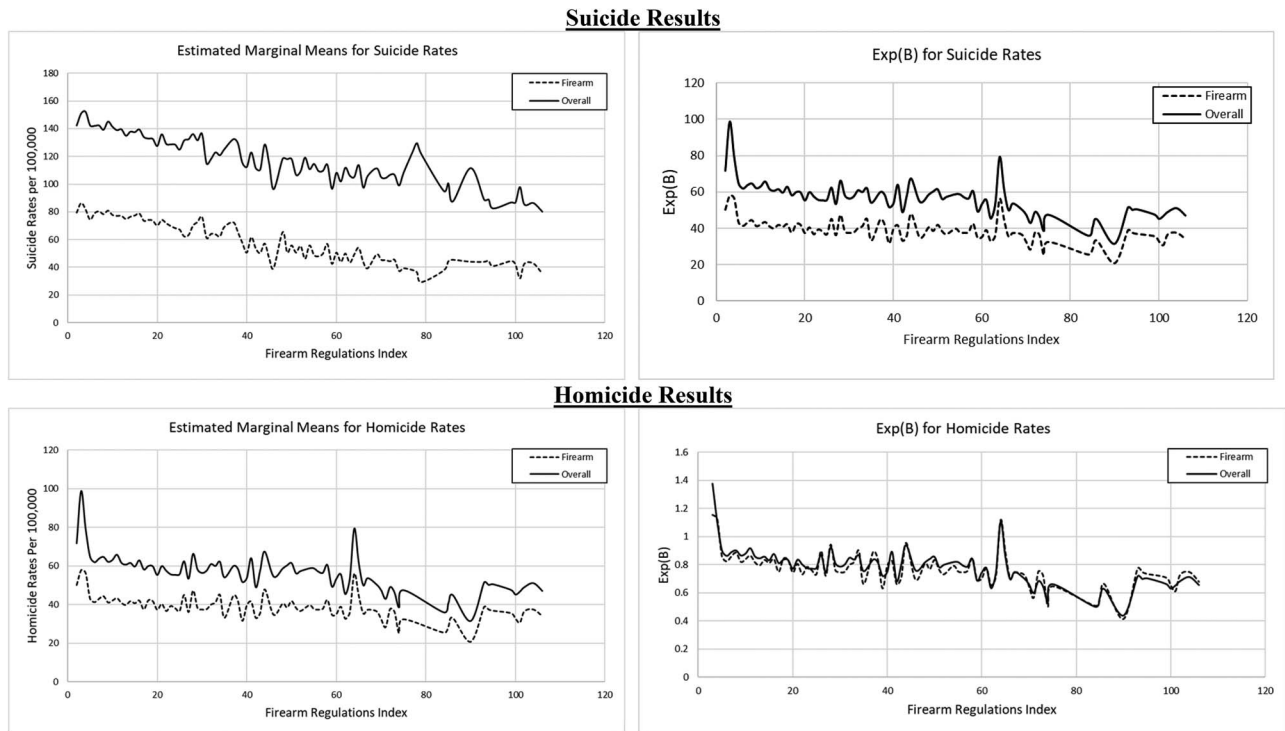 Suicide Results
Estimated Marginal Means for Suicide Rates
Firearm
Overall
Suicide Rates per 100,000
180
160
140
120
100
80
60
40
20
0
0 20 40 60 80 100 120
Firearm Regulations Index
Exp(B) for Suicide Rates
Firearm
Overall
Exp(B)
120
100
80
60
40
20
0
0 20 40 60 80 100 120
Firearm Regulations Index
Homicide Results
Estimated Marginal Means for Homicide Rates
Firearm
Overall
Homicide Rates Per 100,000
120
100
80
60
40
20
0
0 20 40 60 80 100 120
Firearm Regulations Index
Exp(B) for Homicide Rates
Firearm
Overall
Exp(B)
1.6
1.4
1.2
1
0.8
0.6
0.4
0.2
0
0 20 40 60 80 100 120
Firearm Regulations Index